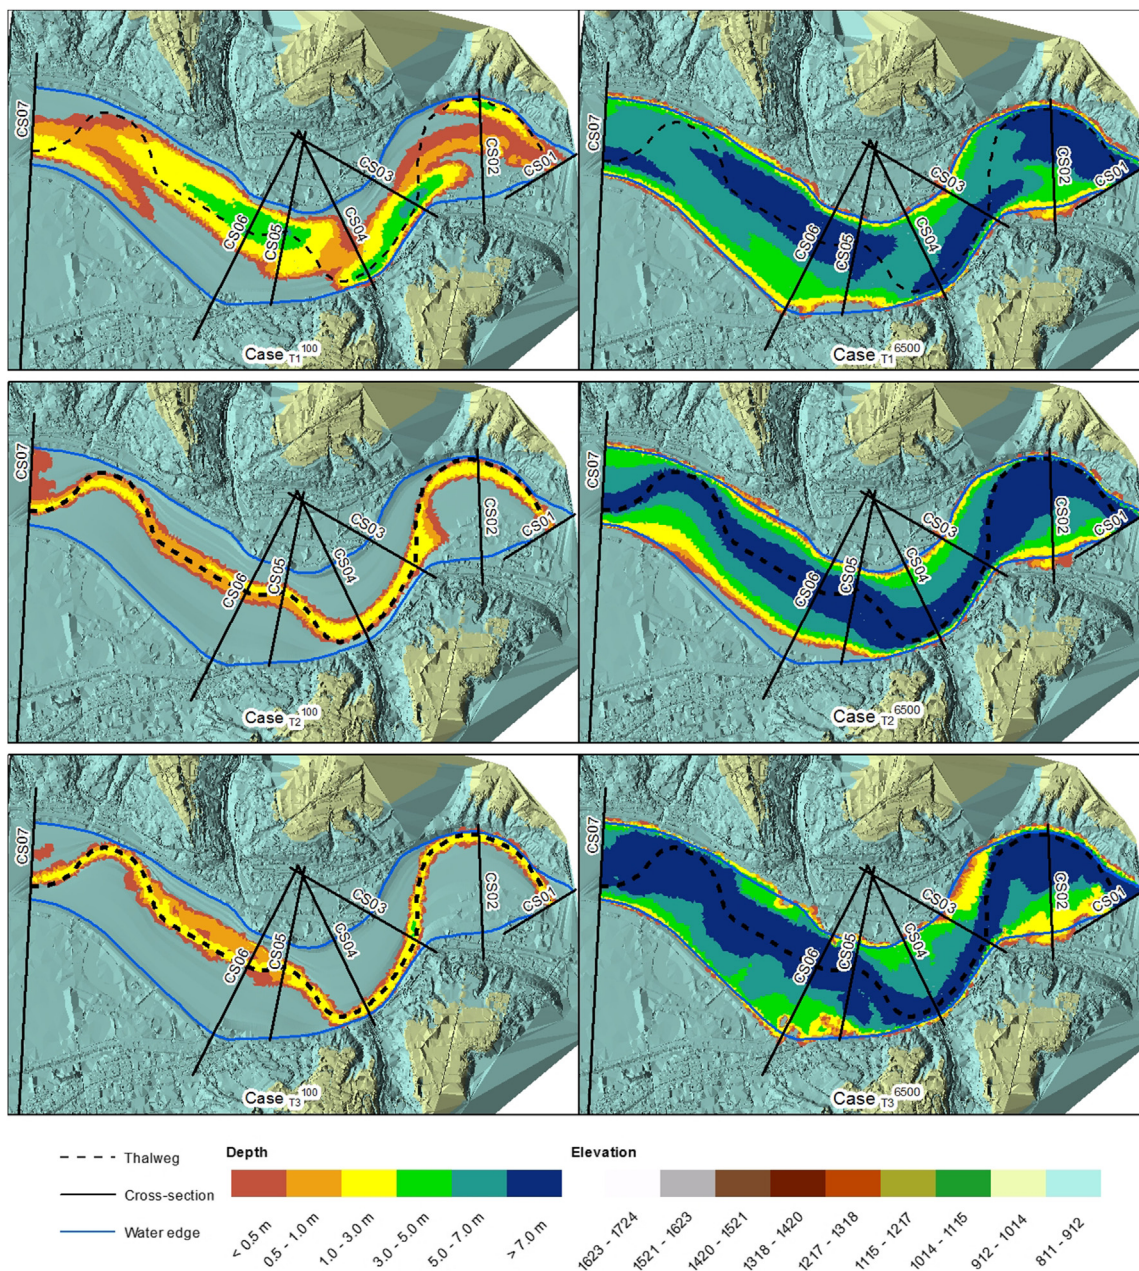 CS07
CS06
CS05
CS04
CS03
CS02
CS01
Case T1 100
CS07
CS06
CS05
CS04
CS03
CS02
CS01
Case T1 6500
CS07
CS06
CS05
CS04
CS03
CS02
CS01
Case T2 100
CS07
CS06
CS05
CS04
CS03
CS02
CS01
Case T2 6500
CS07
CS06
CS05
CS04
CS03
CS02
CS01
Case T3 100
CS07
CS06
CS05
CS04
CS03
CS02
CS01
Case T3 6500
Thalweg
Cross-section
Water edge
Depth
< 0.5 m
0.5 - 1.0 m
1.0 - 3.0 m
3.0 - 5.0 m
5.0 - 7.0 m
> 7.0 m
Elevation
1623 - 1724
1521 - 1623
1420 - 1521
1318 - 1420
1217 - 1318
1115 - 1217
1014 - 1115
912 - 1014
811 - 912